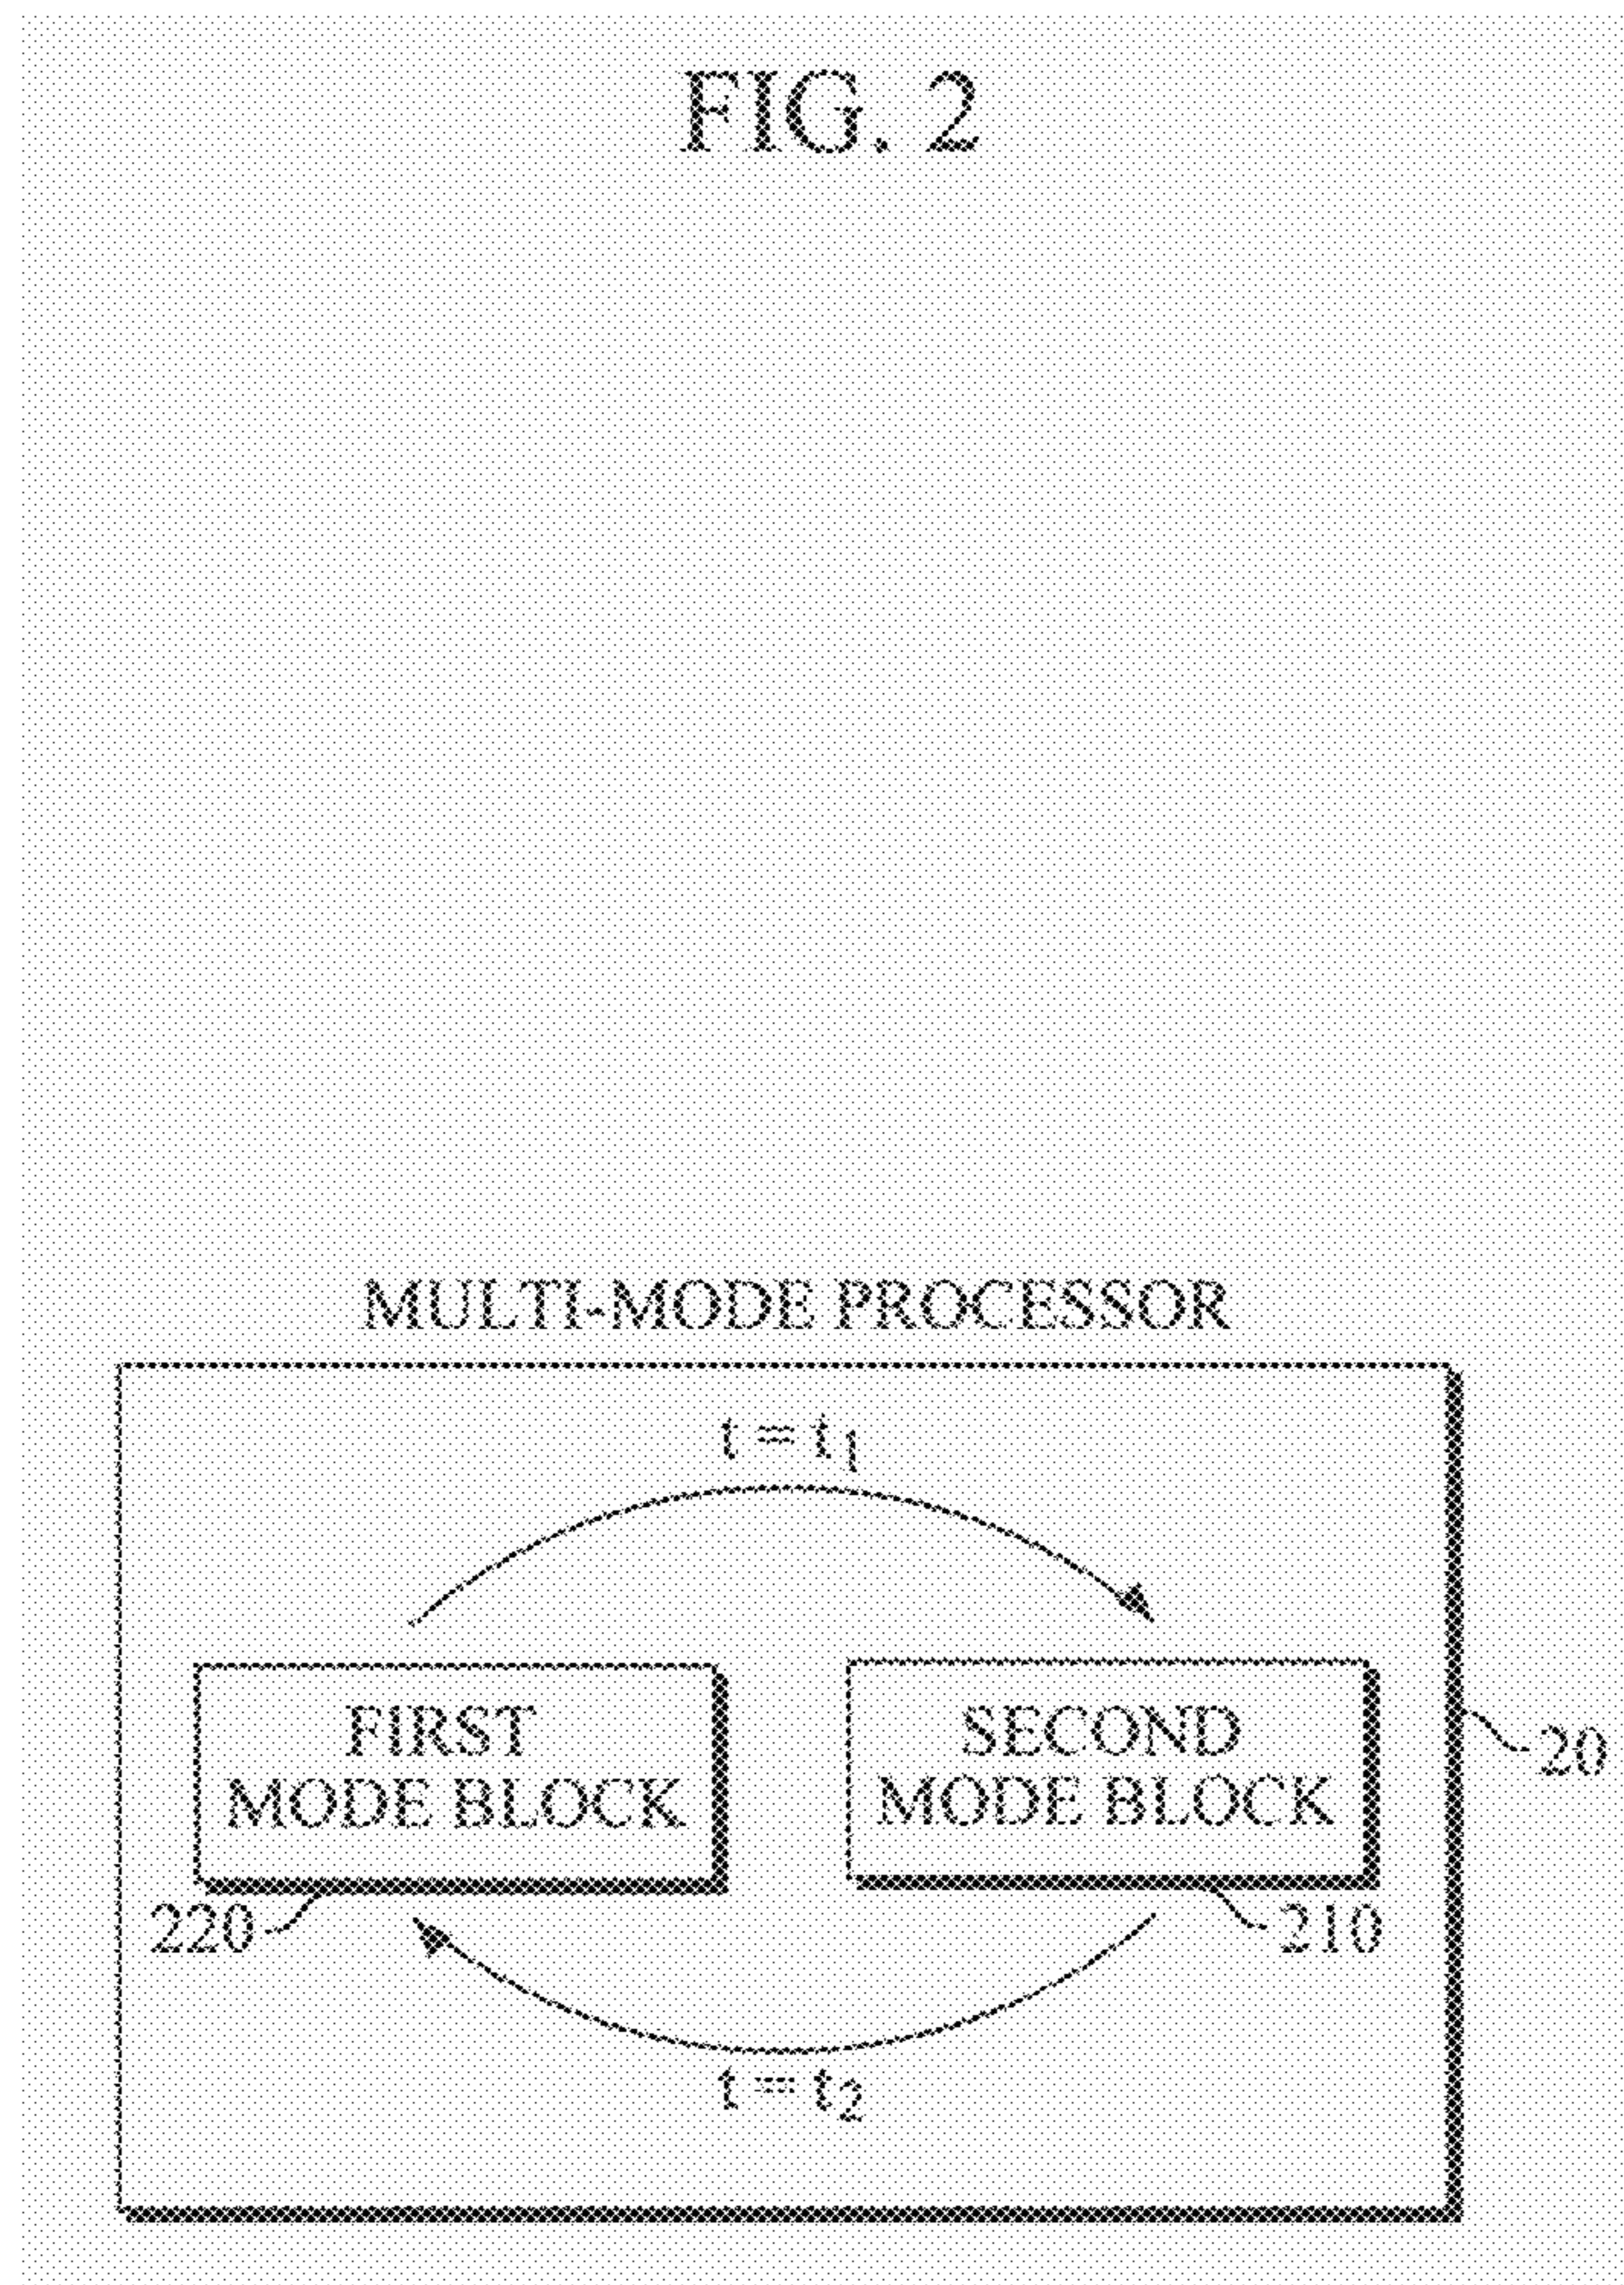 FIG. 2
MULTI-MODE PROCESSOR
t = t1
FIRST
MODE BLOCK
SECOND
MODE BLOCK
20
220
210
t = t2